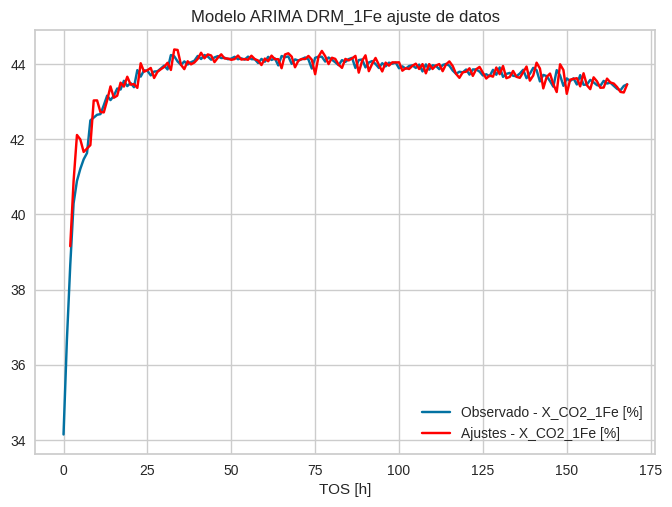 Modelo ARIMA DRM_1Fe ajuste de datos
44
42
40
38
36
34
Observado - X_CO2_1Fe [%]
Ajustes - X_CO2_1Fe [%]
0 25 50 75 100 125 150 175
TOS [h]